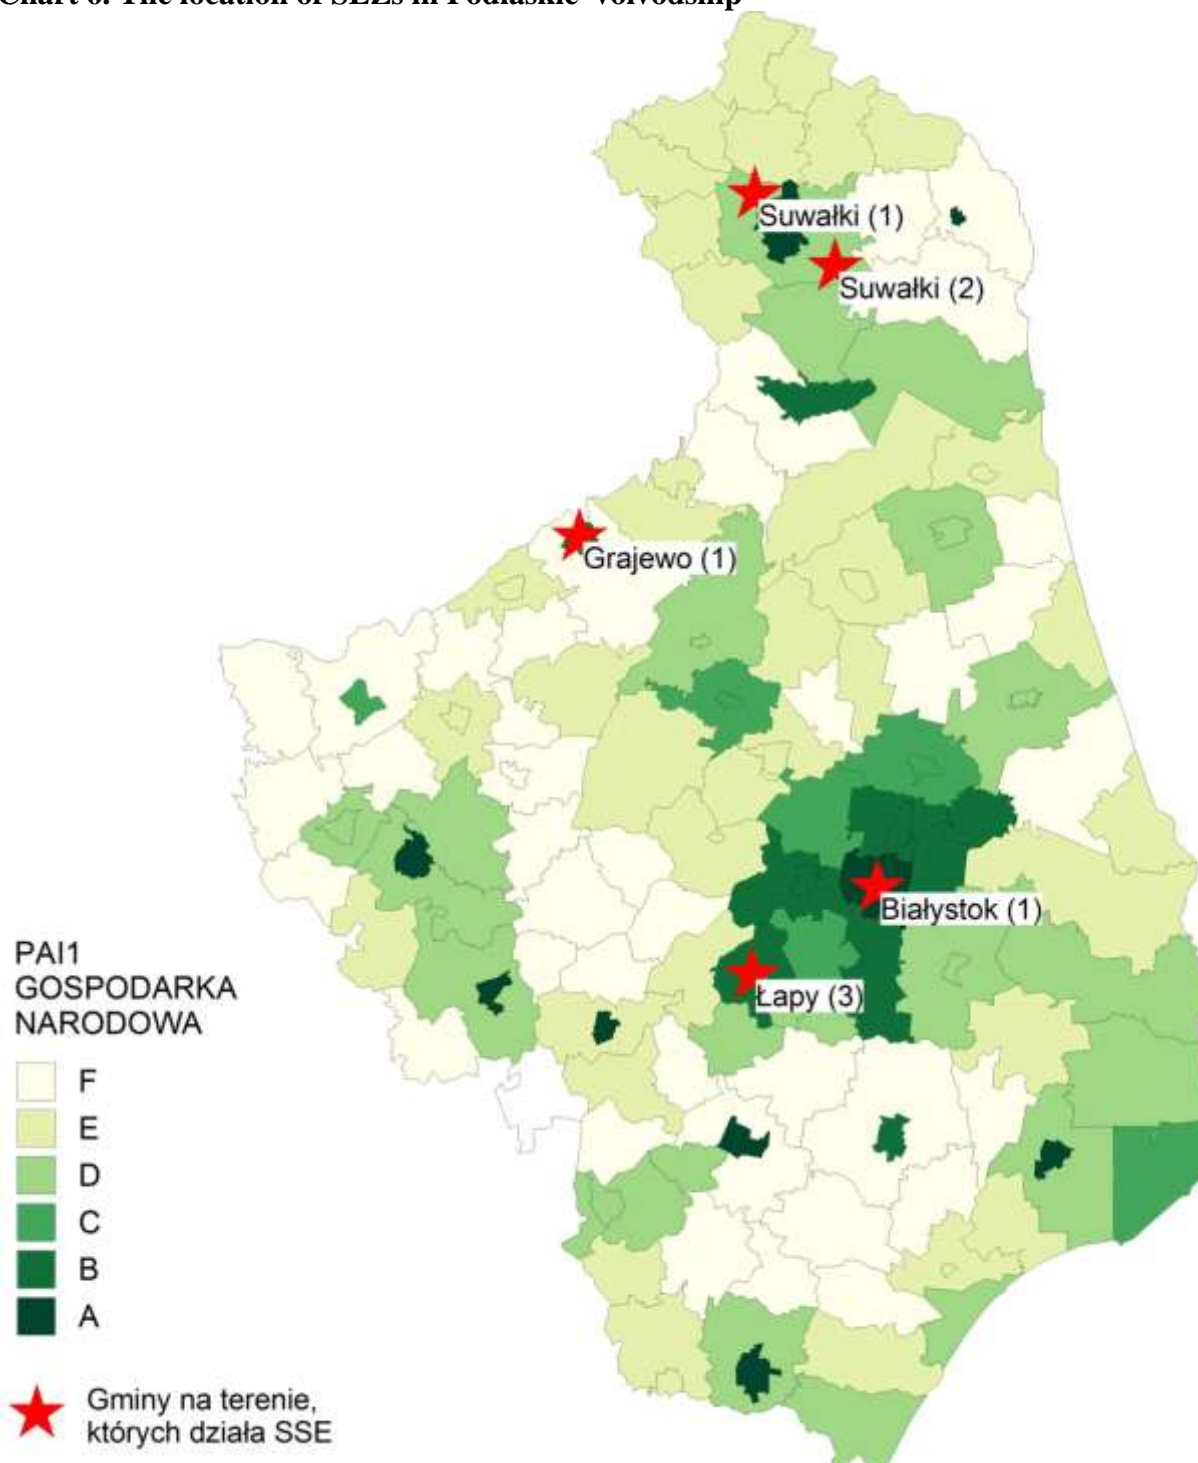 Chart 6. The location of SEZs in Podlaskie Voivodship
Suwałki (1)
Suwałki (2)
Grajewo (1)
Białystok (1)
Łapy (3)
PAI1
GOSPODARKA
NARODOWA
F
E
D
C
B
A
Gminy na terenie,
których działa SSE